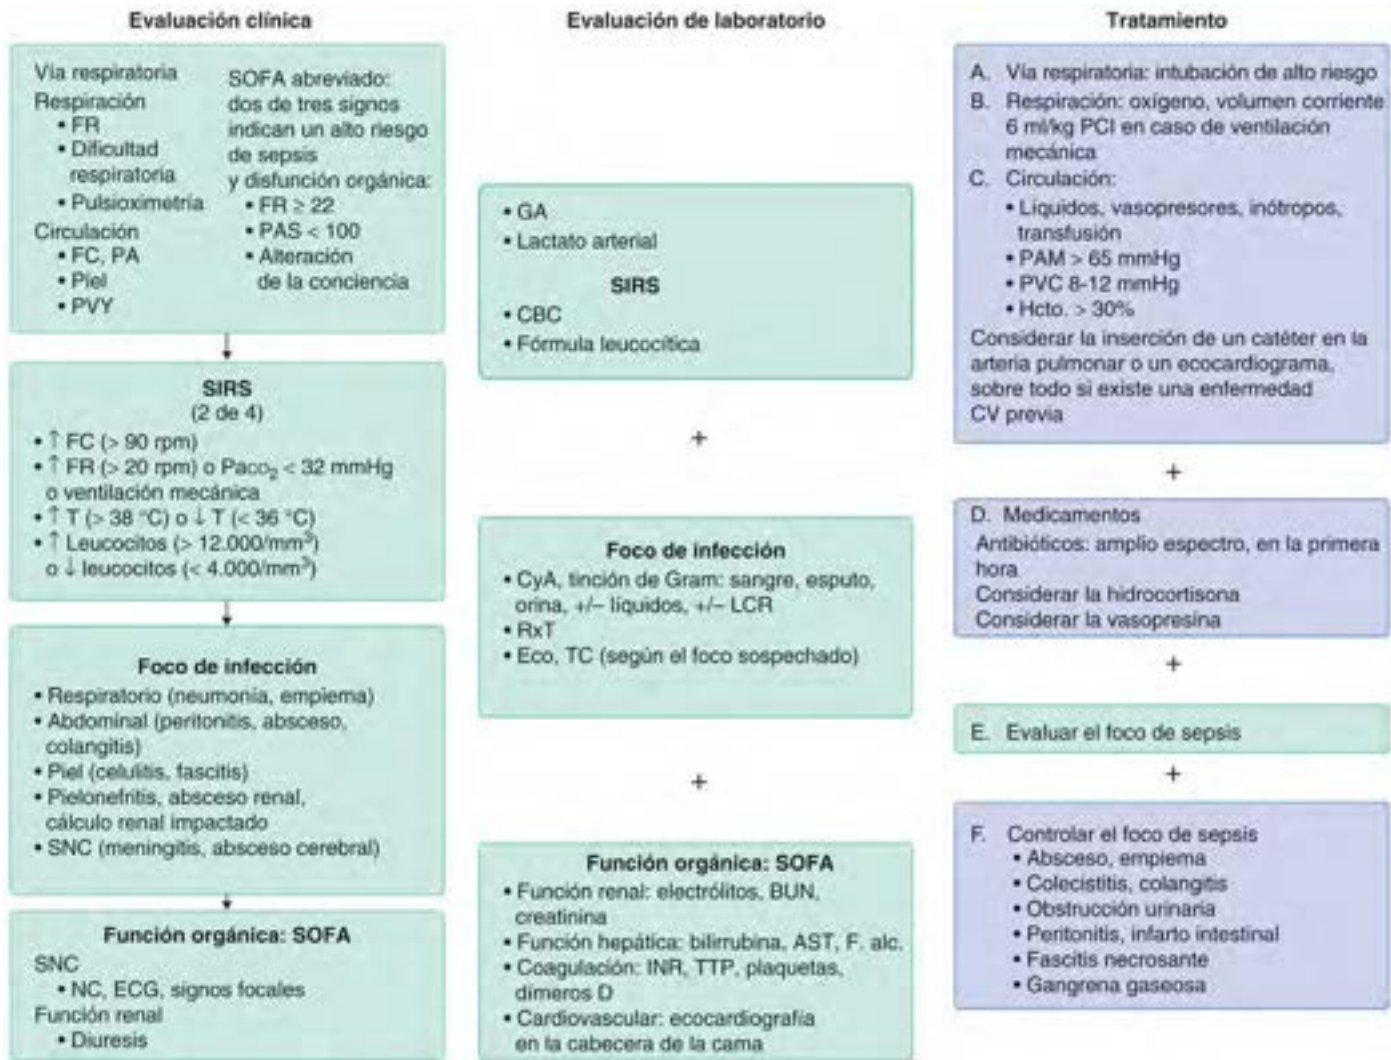 Evaluación clínica
Vía respiratoria
Respiración
• FR
• Dificultad
respiratoria
• Pulsioximetría
Circulación
• FC, PA
• Piel
• PVY
SOFA abreviado:
dos de tres signos
indican un alto riesgo
de sepsis
y disfunción orgánica:
• FR ≥ 22
• PAS < 100
• Alteración
de la conciencia
SIRS
(2 de 4)
• ↑ FC (> 90 rpm)
• ↑ FR (> 20 rpm) o Paco₂ < 32 mmHg
o ventilación mecánica
• ↑ T (> 38 °C) o ↓ T (< 36 °C)
• ↑ Leucocitos (> 12.000/mm³)
o ↓ leucocitos (< 4.000/mm³)
Foco de infección
• Respiratorio (neumonía, empiema)
• Abdominal (peritonitis, absceso,
colangitis)
• Piel (celulitis, fascitis)
• Pielonefritis, absceso renal,
cálculo renal impactado
• SNC (meningitis, absceso cerebral)
Función orgánica: SOFA
SNC
• NC, ECG, signos focales
Función renal
• Diuresis
Evaluación de laboratorio
• GA
• Lactato arterial
SIRS
• CBC
• Fórmula leucocítica
+
Foco de infección
• CyA, tinción de Gram: sangre, esputo,
orina, +/– líquidos, +/– LCR
• RxT
• Eco, TC (según el foco sospechado)
+
Función orgánica: SOFA
• Función renal: electrólitos, BUN,
creatinina
• Función hepática: bilirrubina, AST, F. alc.
• Coagulación: INR, TTP, plaquetas,
dímeros D
• Cardiovascular: ecocardiografía
en la cabecera de la cama
Tratamiento
A. Vía respiratoria: intubación de alto riesgo
B. Respiración: oxígeno, volumen corriente
6 ml/kg PCI en caso de ventilación
mecánica
C. Circulación:
• Líquidos, vasopresores, inótropos,
transfusión
• PAM > 65 mmHg
• PVC 8-12 mmHg
• Hcto. > 30%
Considerar la inserción de un catéter en la
arteria pulmonar o un ecocardiograma,
sobre todo si existe una enfermedad
CV previa
+
D. Medicamentos
Antibióticos: amplio espectro, en la primera
hora
Considerar la hidrocortisona
Considerar la vasopresina
+
E. Evaluar el foco de sepsis
+
F. Controlar el foco de sepsis
• Absceso, empiema
• Colecistitis, colangitis
• Obstrucción urinaria
• Peritonitis, infarto intestinal
• Fascitis necrosante
• Gangrena gaseosa